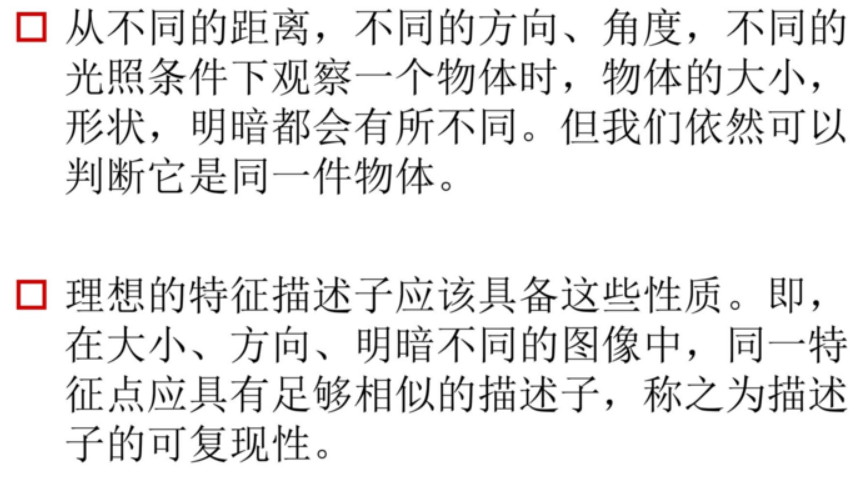 从不同的距离，不同的方向、角度，不同的
光照条件下观察一个物体时，物体的大小，
形状，明暗都会有所不同。但我们依然可以
判断它是同一件物体。
理想的特征描述子应该具备这些性质。即，
在大小、方向、明暗不同的图像中，同一特
征点应具有足够相似的描述子，称之为描述
子的可复现性。